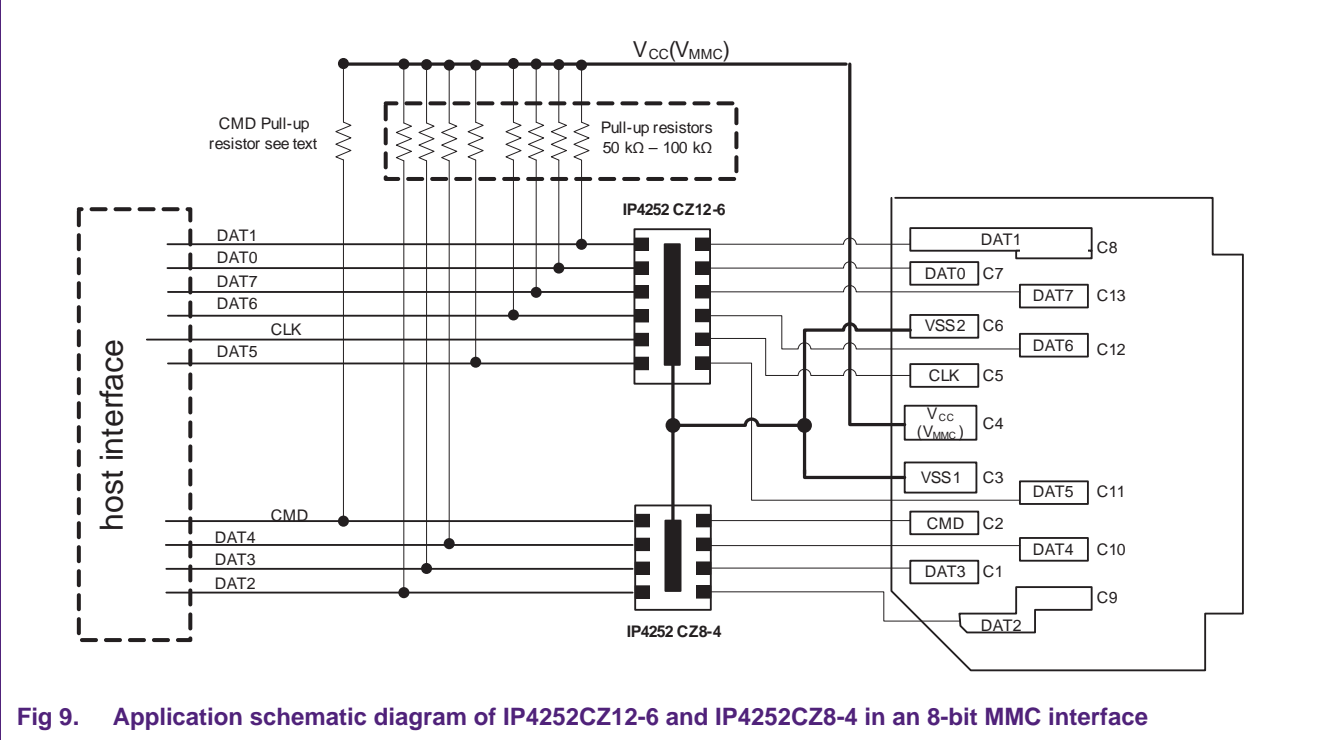 VCC(VMMC)
CMD Pull-up
resistor see text
Pull-up resistors
50 kΩ – 100 kΩ
IP4252 CZ12-6
host interface
DAT1
DAT0
DAT7
DAT6
CLK
DAT5
CMD
DAT4
DAT3
DAT2
DAT1
C8
DAT0
C7
DAT7
C13
VSS2
C6
DAT6
C12
CLK
C5
VCC
(VMMC)
C4
VSS1
C3
DAT5
C11
CMD
C2
DAT4
C10
DAT3
C1
C9
DAT2
IP4252 CZ8-4
Fig 9. Application schematic diagram of IP4252CZ12-6 and IP4252CZ8-4 in an 8-bit MMC interface